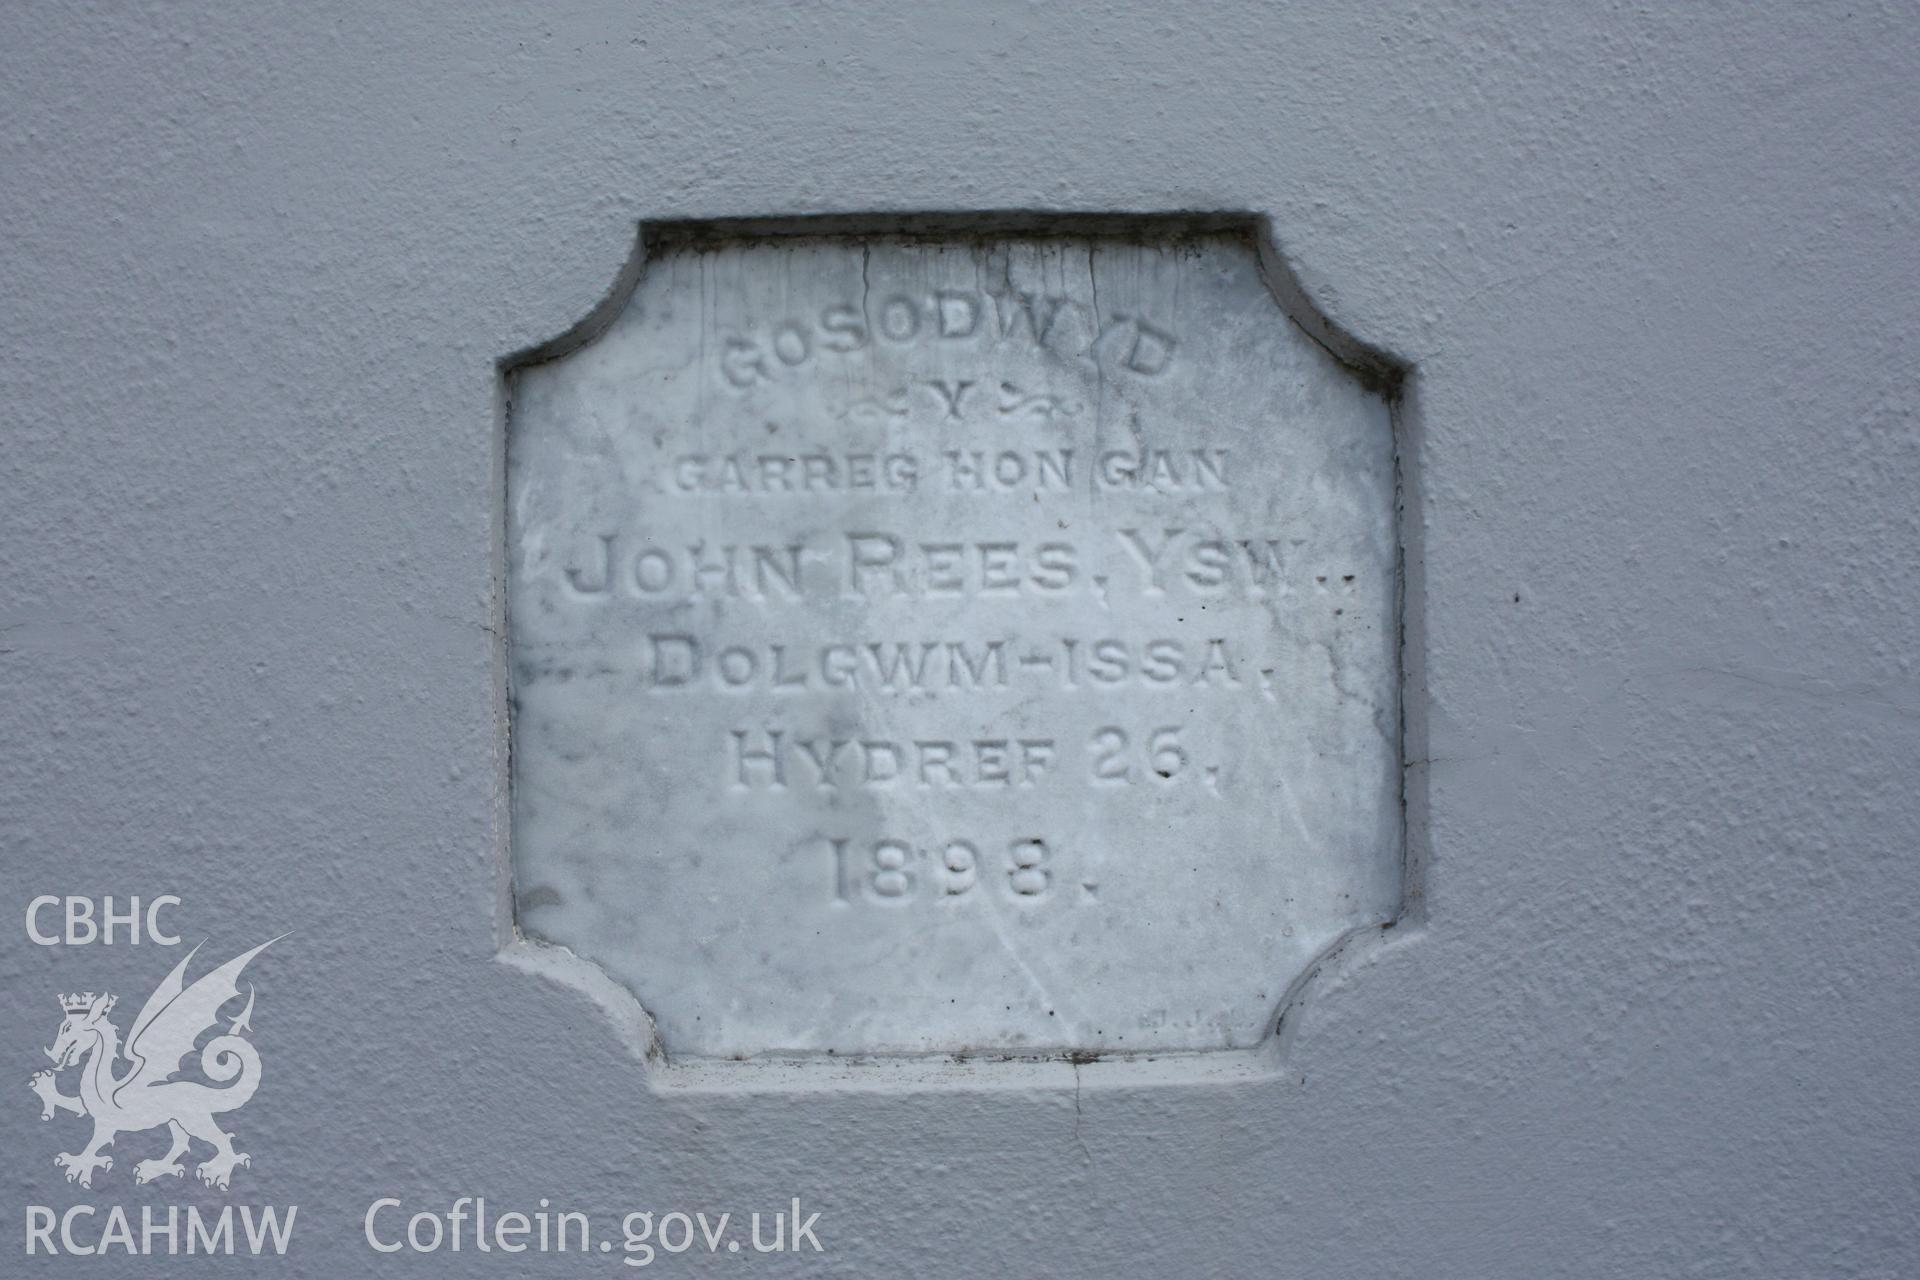 GOSODWYD
Y
GARREG HON GAN
JOHN REES, YSW.,
DOLGWM-ISSA,
HYDREF 26,
1898.
CBHC
RCAHMW
Coflein.gov.uk